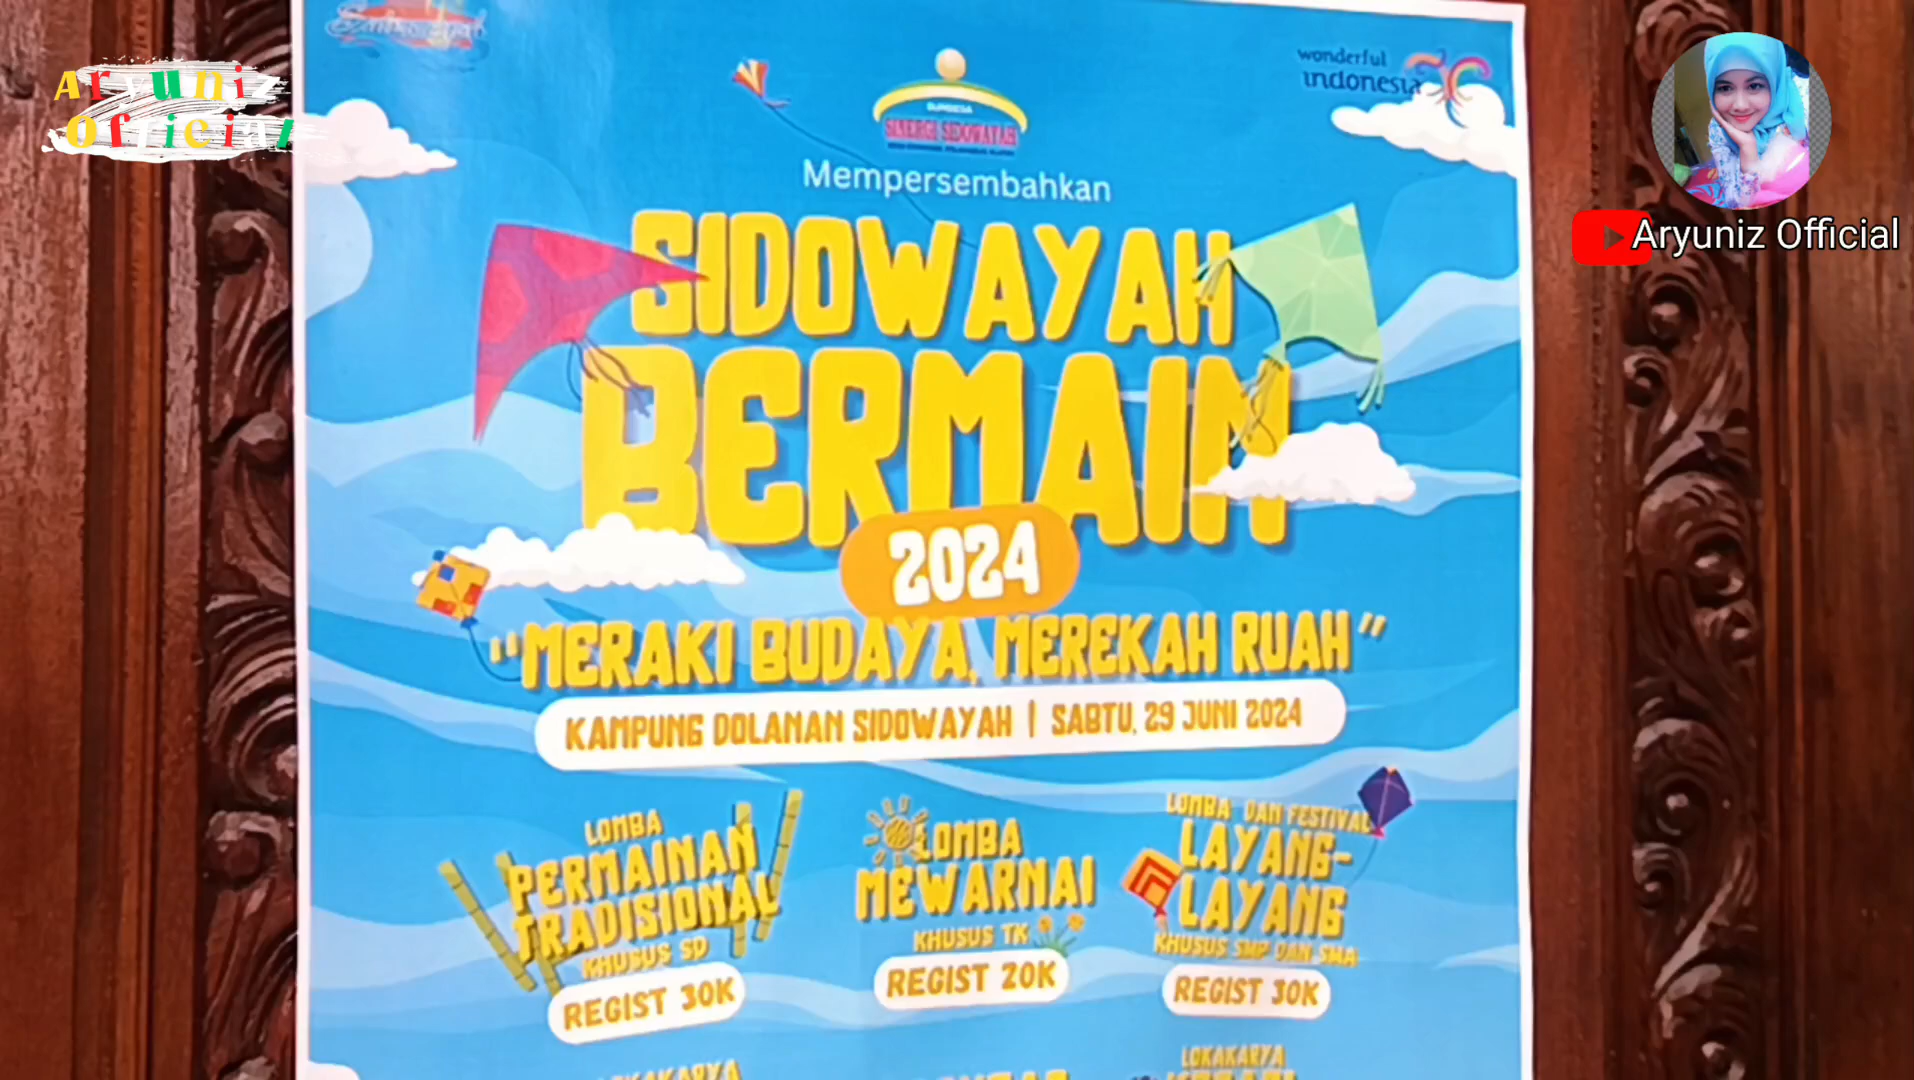 Aryuniz
Official
wonderful
indonesia
BUMDESA
SINERGI SIDOWAYAH
Mempersembahkan
SIDOWAYAH
BERMAIN
2024
"MERAKI BUDAYA, MEREKAH RUAH"
KAMPUNG DOLANAN SIDOWAYAH | SABTU, 29 JUNI 2024
LOMBA
PERMAINAN
TRADISIONAL
KHUSUS SD
REGIST 30K
LOMBA
MEWARNAI
KHUSUS TK
REGIST 20K
LOMBA DAN FESTIVAL
LAYANG-
LAYANG
KHUSUS SMP DAN SMA
REGIST 30K
LOKAKARYA
LOKAKARYA
Aryuniz Official